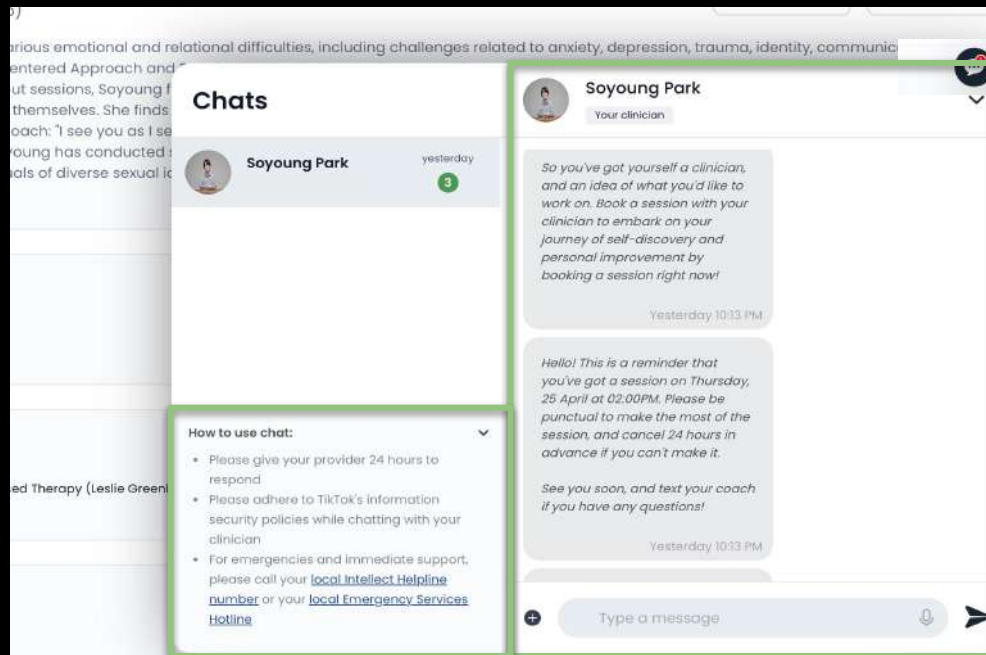 rious emotional and relational difficulties, including challenges related to anxiety, depression, trauma, identity, communic
entered Approach and
ut sessions, Soyoung
themselves. She finds
oach: "I see you as I se
young has conducted
als of diverse sexual
ed Therapy (Leslie Green
Chats
Soyoung Park
yesterday
3
How to use chat:
• Please give your provider 24 hours to
respond
• Please adhere to TikTok's information
security policies while chatting with your
clinician
• For emergencies and immediate support,
please call your local Intellect Helpline
number or your local Emergency Services
Hotline
Soyoung Park
Your clinician
So you've got yourself a clinician,
and an idea of what you'd like to
work on. Book a session with your
clinician to embark on your
journey of self-discovery and
personal improvement by
booking a session right now!
Yesterday 10:13 PM
Hello! This is a reminder that
you've got a session on Thursday,
25 April at 02:00PM. Please be
punctual to make the most of the
session, and cancel 24 hours in
advance if you can't make it.
See you soon, and text your coach
if you have any questions!
Yesterday 10:13 PM
Type a message